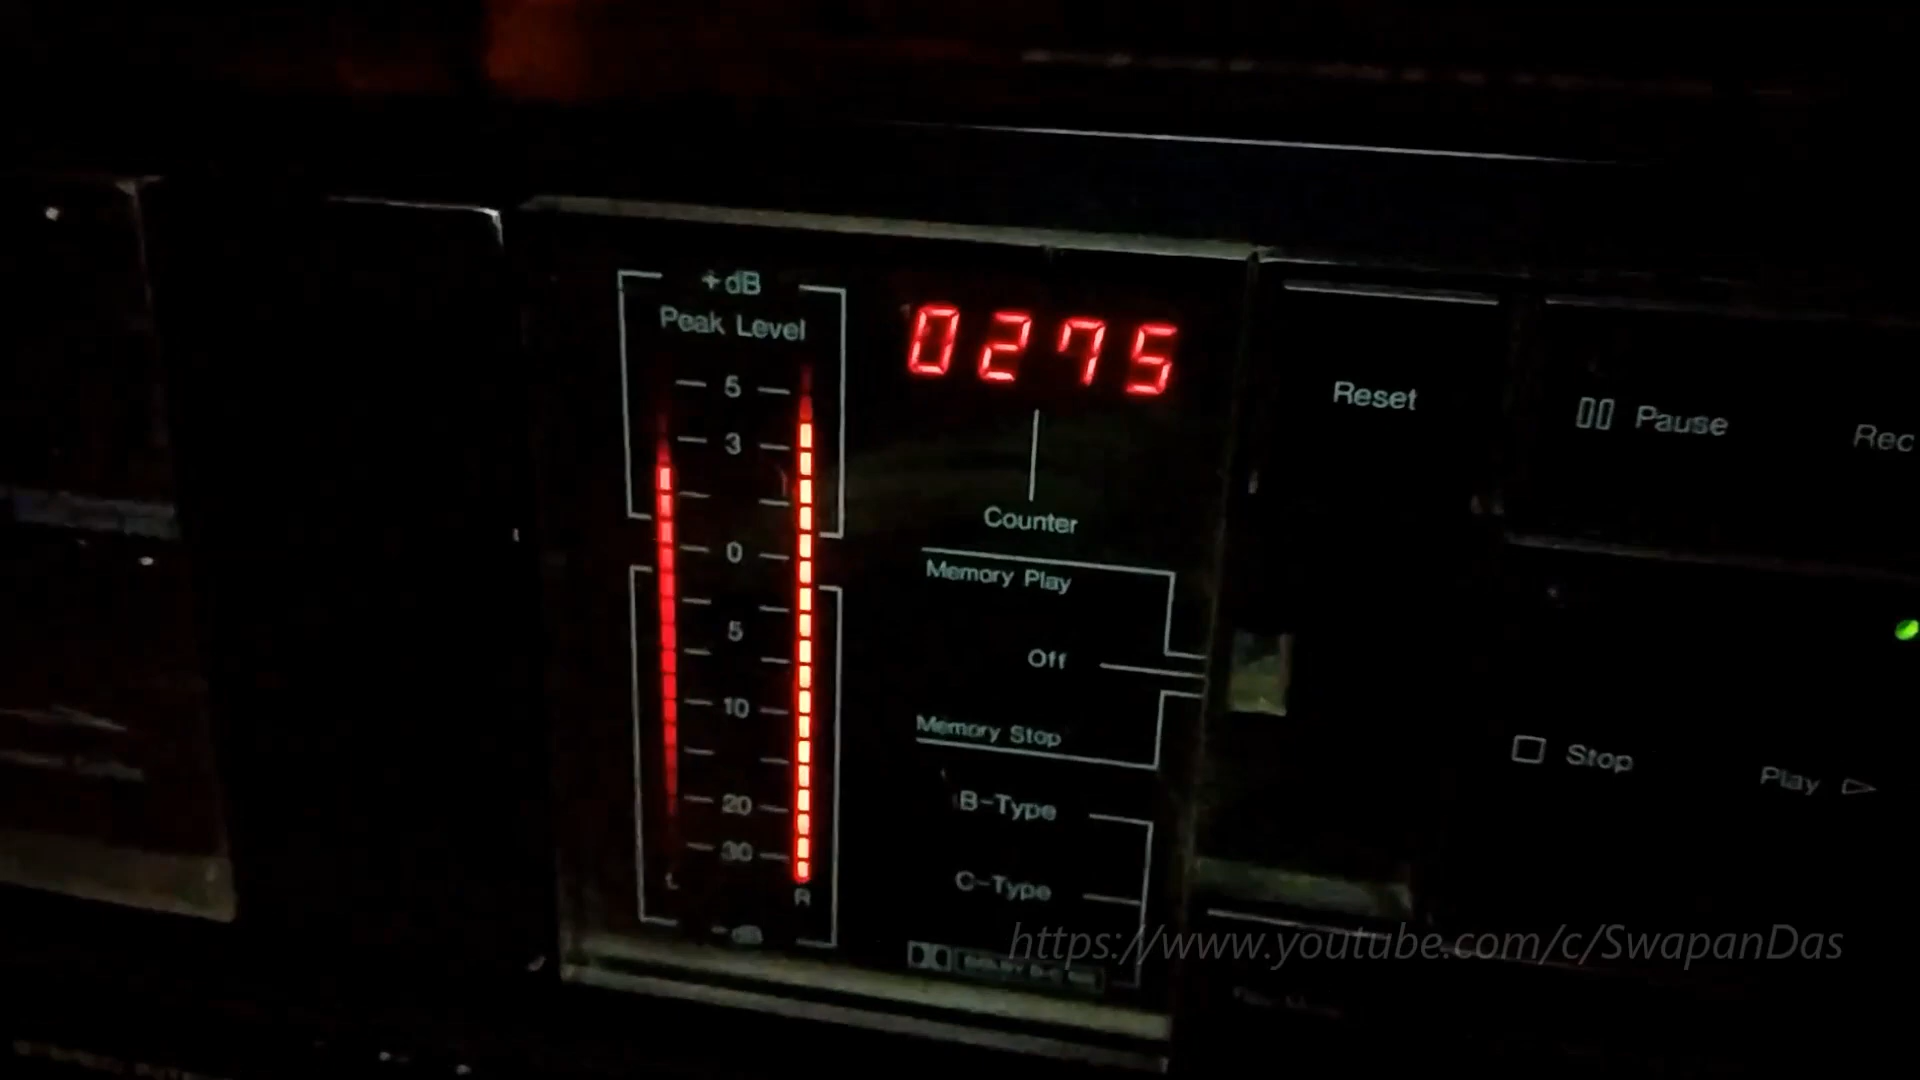 +dB
Peak Level
5
3
0
5
10
20
30
L
R
-dB
0275
Counter
Memory Play
Off
Memory Stop
B-Type
C-Type
Reset
Pause
Rec
Stop
Play
https://www.youtube.com/c/SwapanDas